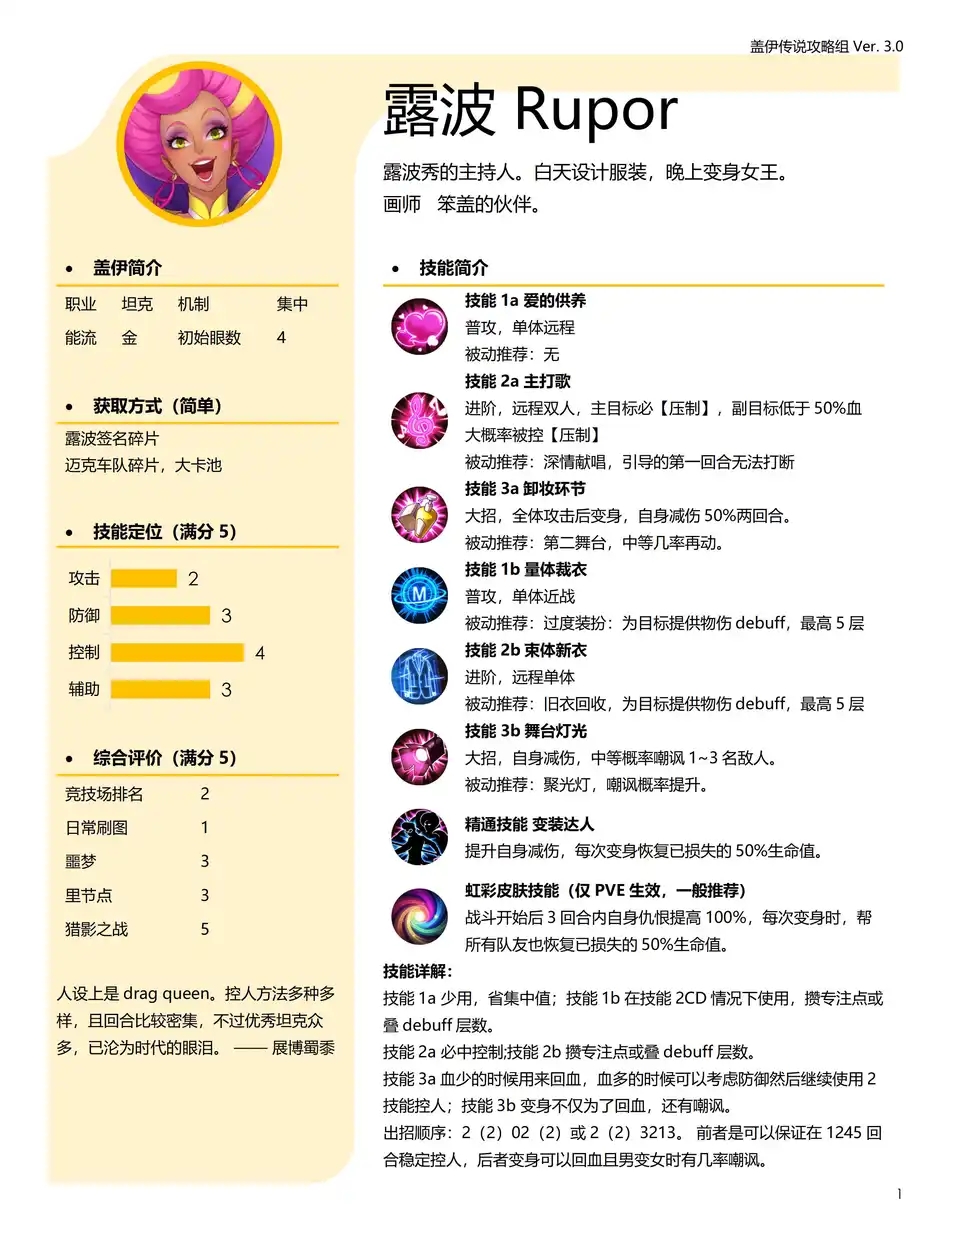 盖伊传说攻略组 Ver. 3.0
露波 Rupor
露波秀的主持人。白天设计服装，晚上变身女王。
画师 笨盖的伙伴。
• 盖伊简介
职业 坦克 机制 集中
能流 金 初始眼数 4
• 获取方式（简单）
露波签名碎片
迈克车队碎片，大卡池
• 技能定位（满分 5）
攻击 2
防御 3
控制 4
辅助 3
• 综合评价（满分 5）
竞技场排名 2
日常刷图 1
噩梦 3
里节点 3
猎影之战 5
人设上是 drag queen。控人方法多种多
样，且回合比较密集，不过优秀坦克众
多，已沦为时代的眼泪。 —— 展博蜀黍
• 技能简介
技能 1a 爱的供养
普攻，单体远程
被动推荐：无
技能 2a 主打歌
进阶，远程双人，主目标必【压制】，副目标低于 50%血
大概率被控【压制】
被动推荐：深情献唱，引导的第一回合无法打断
技能 3a 卸妆环节
大招，全体攻击后变身，自身减伤 50%两回合。
被动推荐：第二舞台，中等几率再动。
技能 1b 量体裁衣
普攻，单体近战
被动推荐：过度装扮：为目标提供物伤 debuff，最高 5 层
技能 2b 束体新衣
进阶，远程单体
被动推荐：旧衣回收，为目标提供物伤 debuff，最高 5 层
技能 3b 舞台灯光
大招，自身减伤，中等概率嘲讽 1~3 名敌人。
被动推荐：聚光灯，嘲讽概率提升。
精通技能 变装达人
提升自身减伤，每次变身恢复已损失的 50%生命值。
虹彩皮肤技能（仅 PVE 生效，一般推荐）
战斗开始后 3 回合内自身仇恨提高 100%，每次变身时，帮
所有队友也恢复已损失的 50%生命值。
技能详解：
技能 1a 少用，省集中值；技能 1b 在技能 2CD 情况下使用，攒专注点或
叠 debuff 层数。
技能 2a 必中控制;技能 2b 攒专注点或叠 debuff 层数。
技能 3a 血少的时候用来回血，血多的时候可以考虑防御然后继续使用 2
技能控人；技能 3b 变身不仅为了回血，还有嘲讽。
出招顺序：2（2）02（2）或 2（2）3213。 前者是可以保证在 1245 回
合稳定控人，后者变身可以回血且男变女时有几率嘲讽。
1